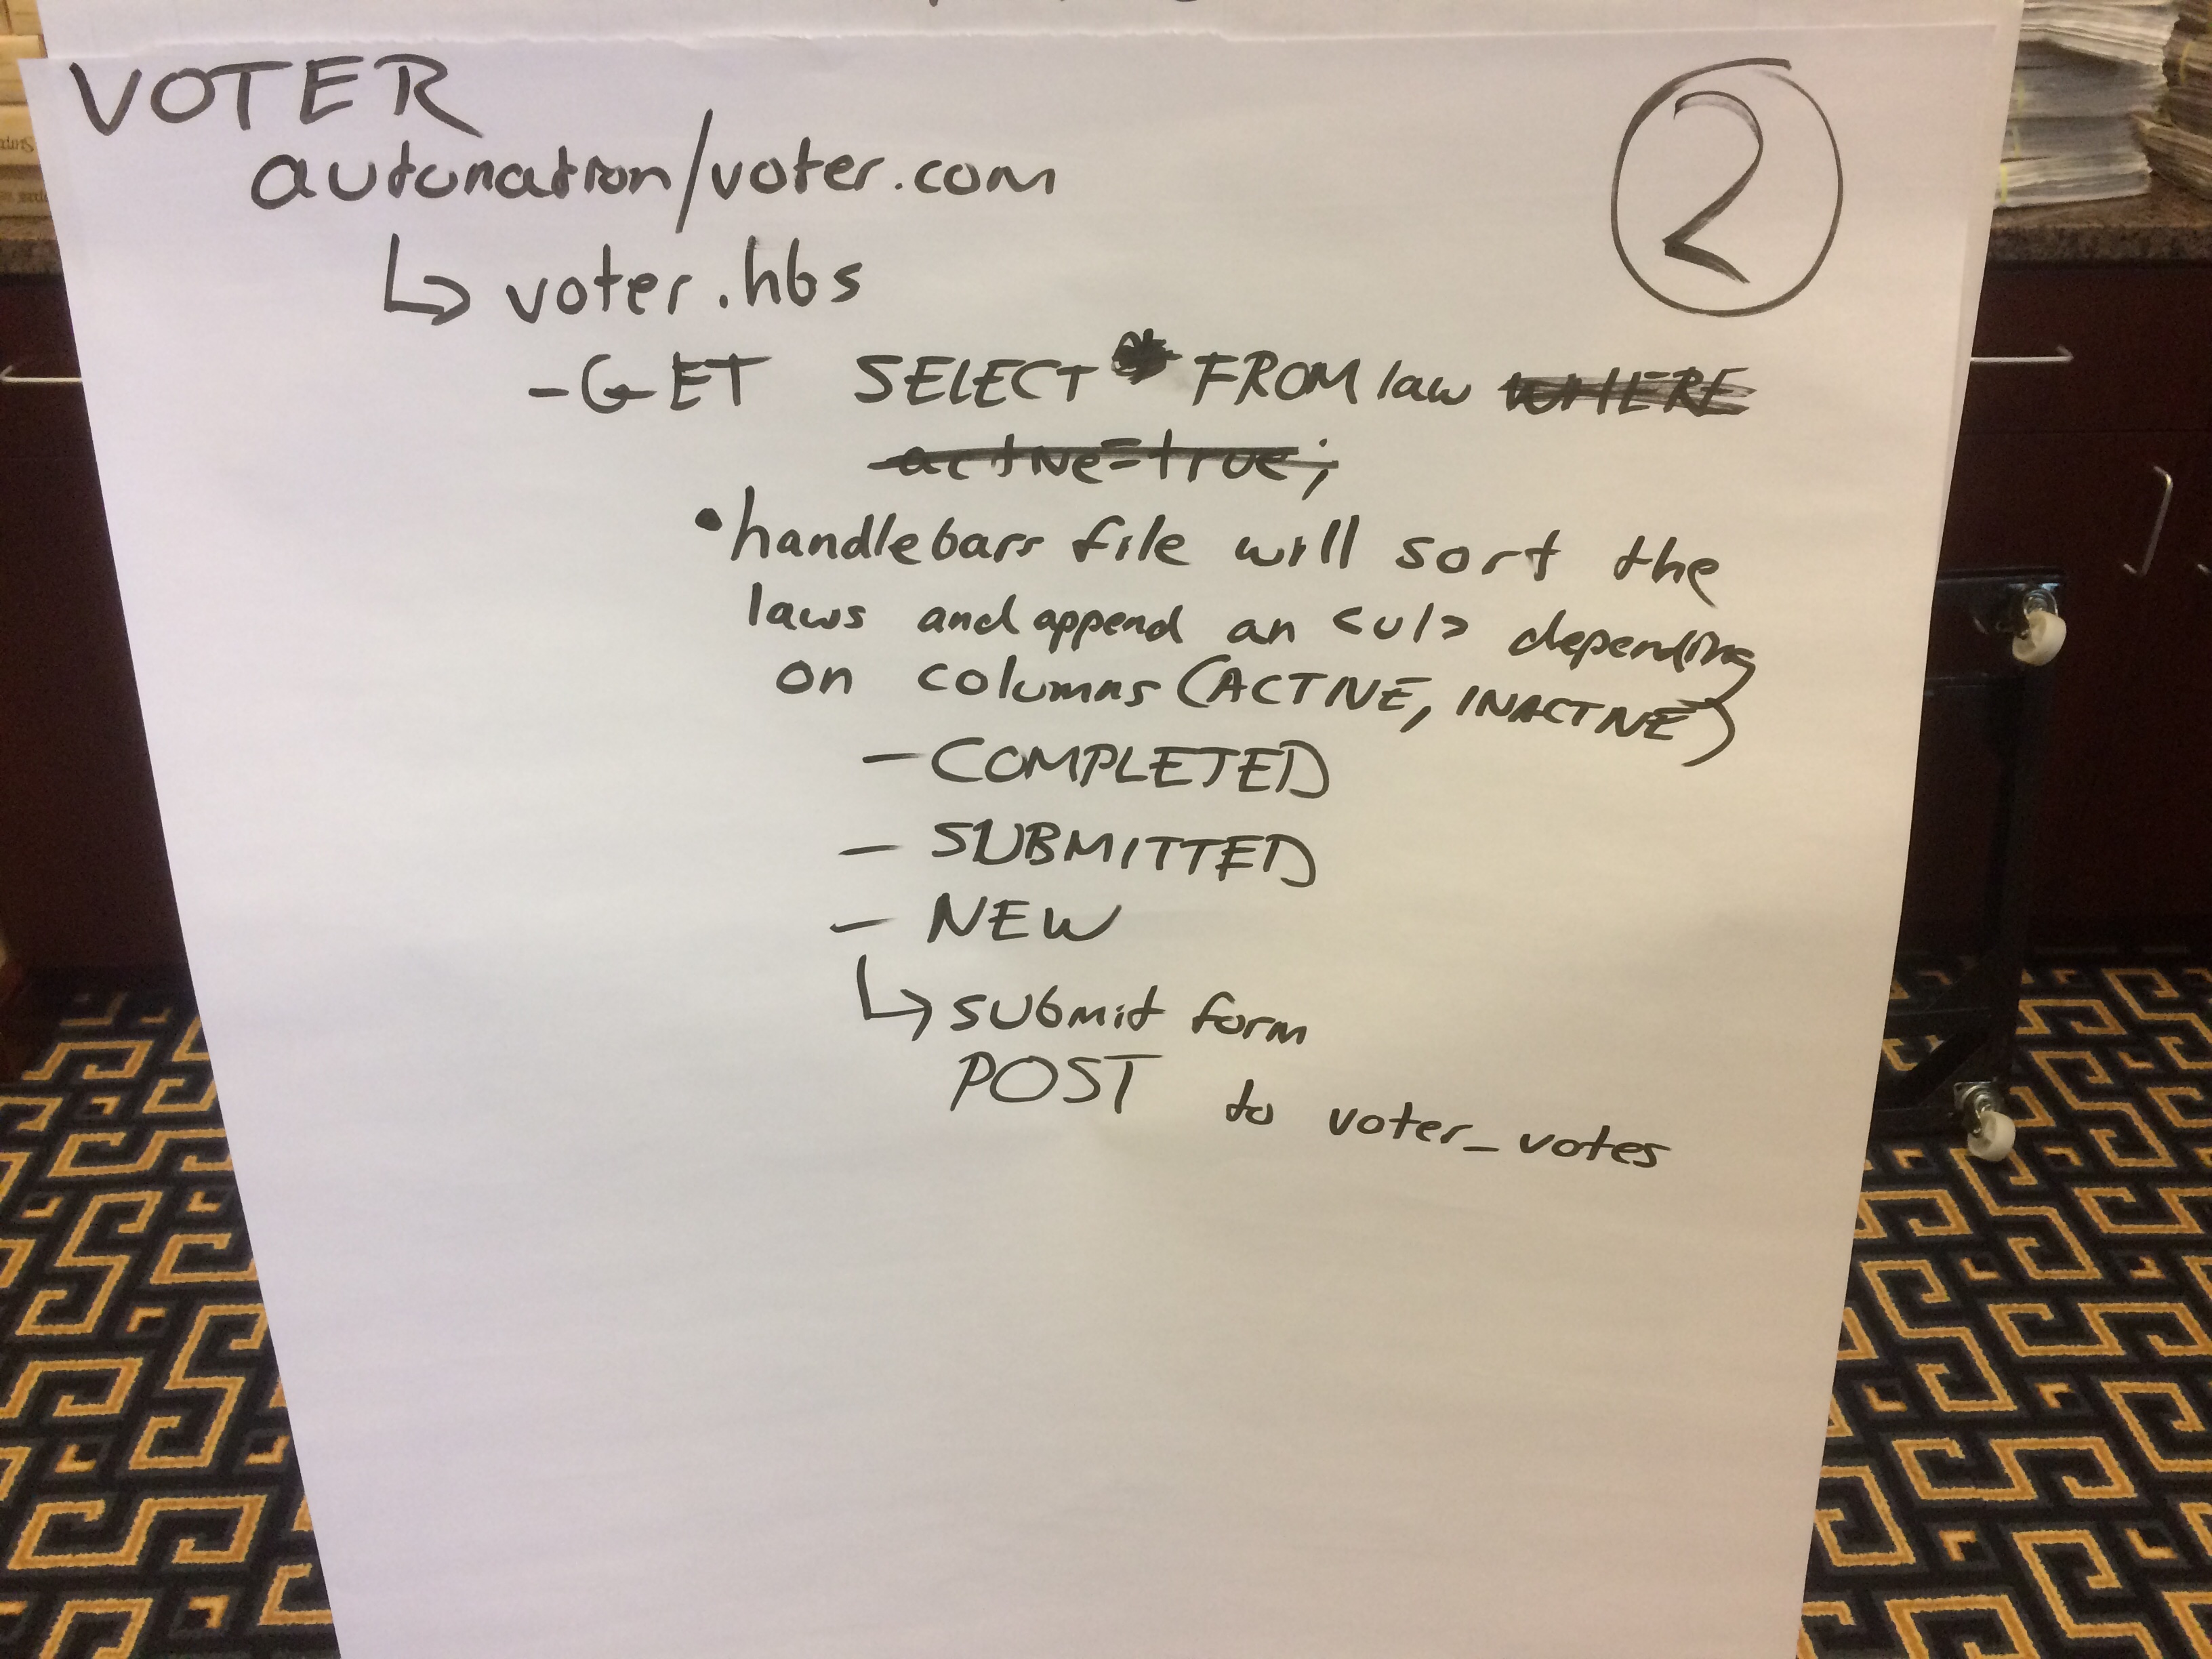 VOTER
2
autonation/voter.com
↳ voter.hbs
- GET SELECT * FROM law WHERE
active=true;
• handlebars file will sort the
laws and append an <ul> depending
on columns (ACTIVE, INACTIVE)
- COMPLETED
- SUBMITTED
- NEW
↳ submit form
POST to voter_votes